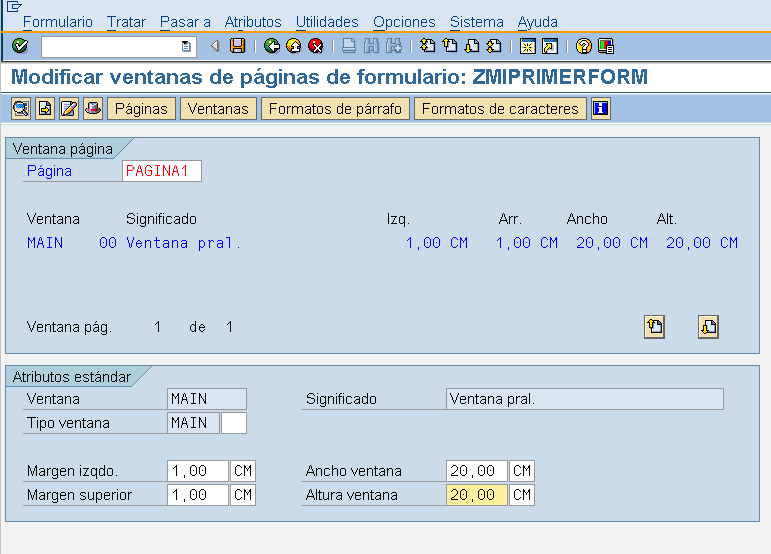 Formulario Tratar Pasar a Atributos Utilidades Opciones Sistema Ayuda
Modificar ventanas de páginas de formulario: ZMIPRIMERFORM
Páginas Ventanas Formatos de párrafo Formatos de caracteres
Ventana página
Página PAGINA1
Ventana Significado Izq. Arr. Ancho Alt.
MAIN 00 Ventana pral. 1,00 CM 1,00 CM 20,00 CM 20,00 CM
Ventana pág. 1 de 1
Atributos estándar
Ventana MAIN Significado Ventana pral.
Tipo ventana MAIN
Margen izqdo. 1,00 CM Ancho ventana 20,00 CM
Margen superior 1,00 CM Altura ventana 20,00 CM